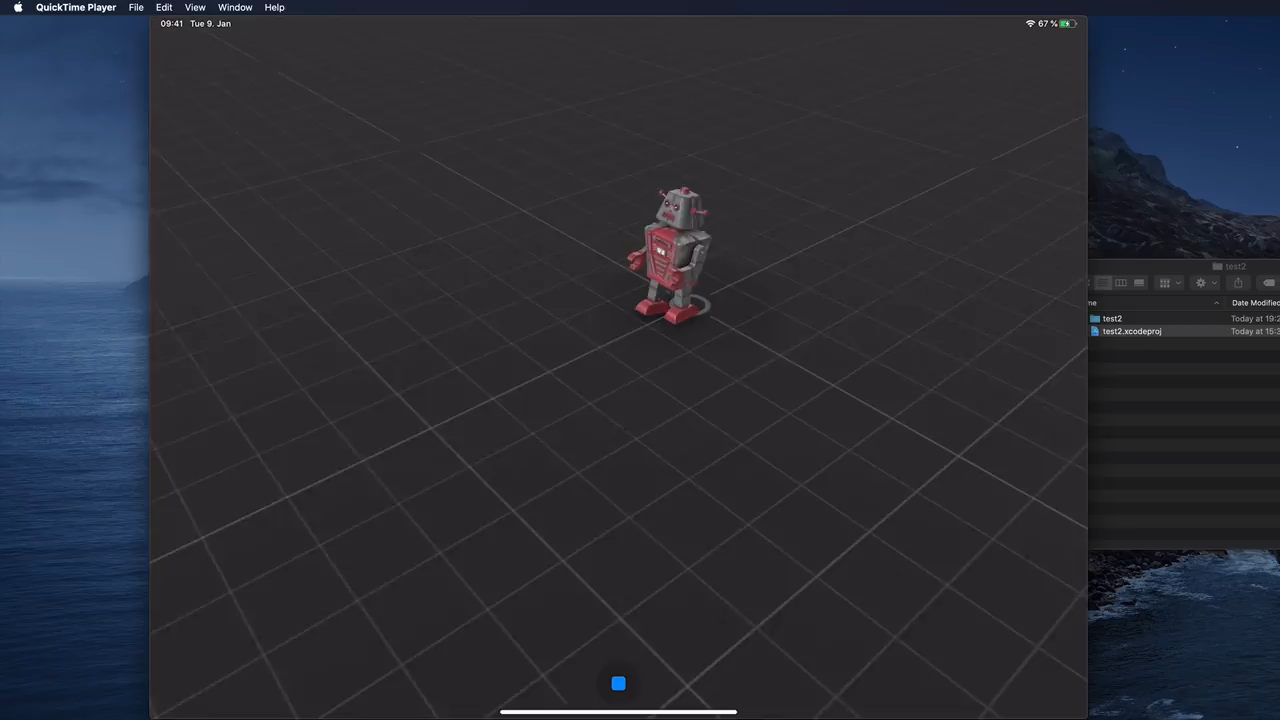 QuickTime Player File Edit View Window Help
09:41 Tue 9. Jan 67 %
test2
me Date Modified
test2 Today at 19:2
test2.xcodeproj Today at 15:3